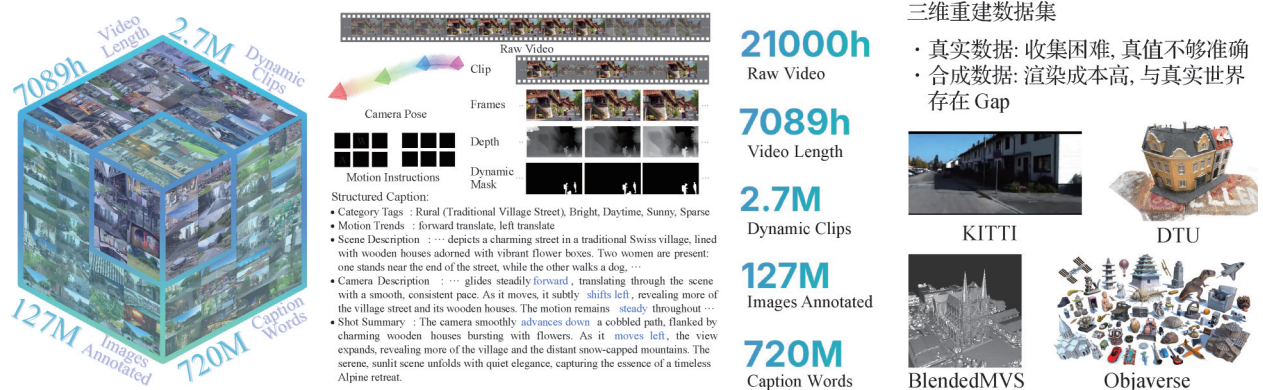 7089h
Video
Length
2.7M
Dynamic
Clips
127M
Images
Annotated
720M
Caption
Words
Raw Video
Clip
Camera Pose
Frames
Depth
Dynamic
Mask
Motion Instructions
Structured Caption:
• Category Tags : Rural (Traditional Village Street), Bright, Daytime, Sunny, Sparse
• Motion Trends : forward translate, left translate
• Scene Description : ··· depicts a charming street in a traditional Swiss village, lined
with wooden houses adorned with vibrant flower boxes. Two women are present:
one stands near the end of the street, while the other walks a dog, ···
• Camera Description : ··· glides steadily forward, translating through the scene
with a smooth, consistent pace. As it moves, it subtly shifts left, revealing more of
the village street and its wooden houses. The motion remains steady throughout ···
• Shot Summary : The camera smoothly advances down a cobbled path, flanked by
charming wooden houses bursting with flowers. As it moves left, the view
expands, revealing more of the village and the distant snow-capped mountains. The
serene, sunlit scene unfolds with quiet elegance, capturing the essence of a timeless
Alpine retreat.
21000h
Raw Video
7089h
Video Length
2.7M
Dynamic Clips
127M
Images Annotated
720M
Caption Words
三维重建数据集
· 真实数据: 收集困难, 真值不够准确
· 合成数据: 渲染成本高, 与真实世界
存在 Gap
KITTI
DTU
BlendedMVS
Objaverse